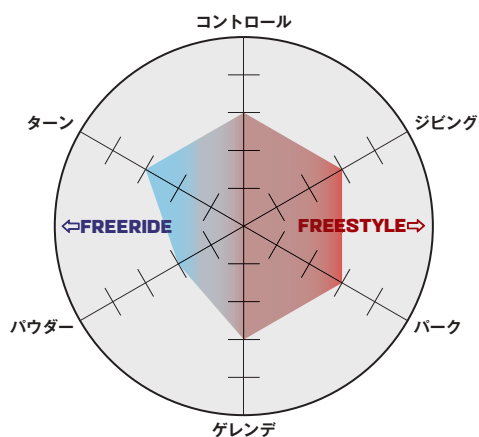 コントロール
ターン
ジビング
⇦FREERIDE
FREESTYLE⇨
パウダー
パーク
ゲレンデ